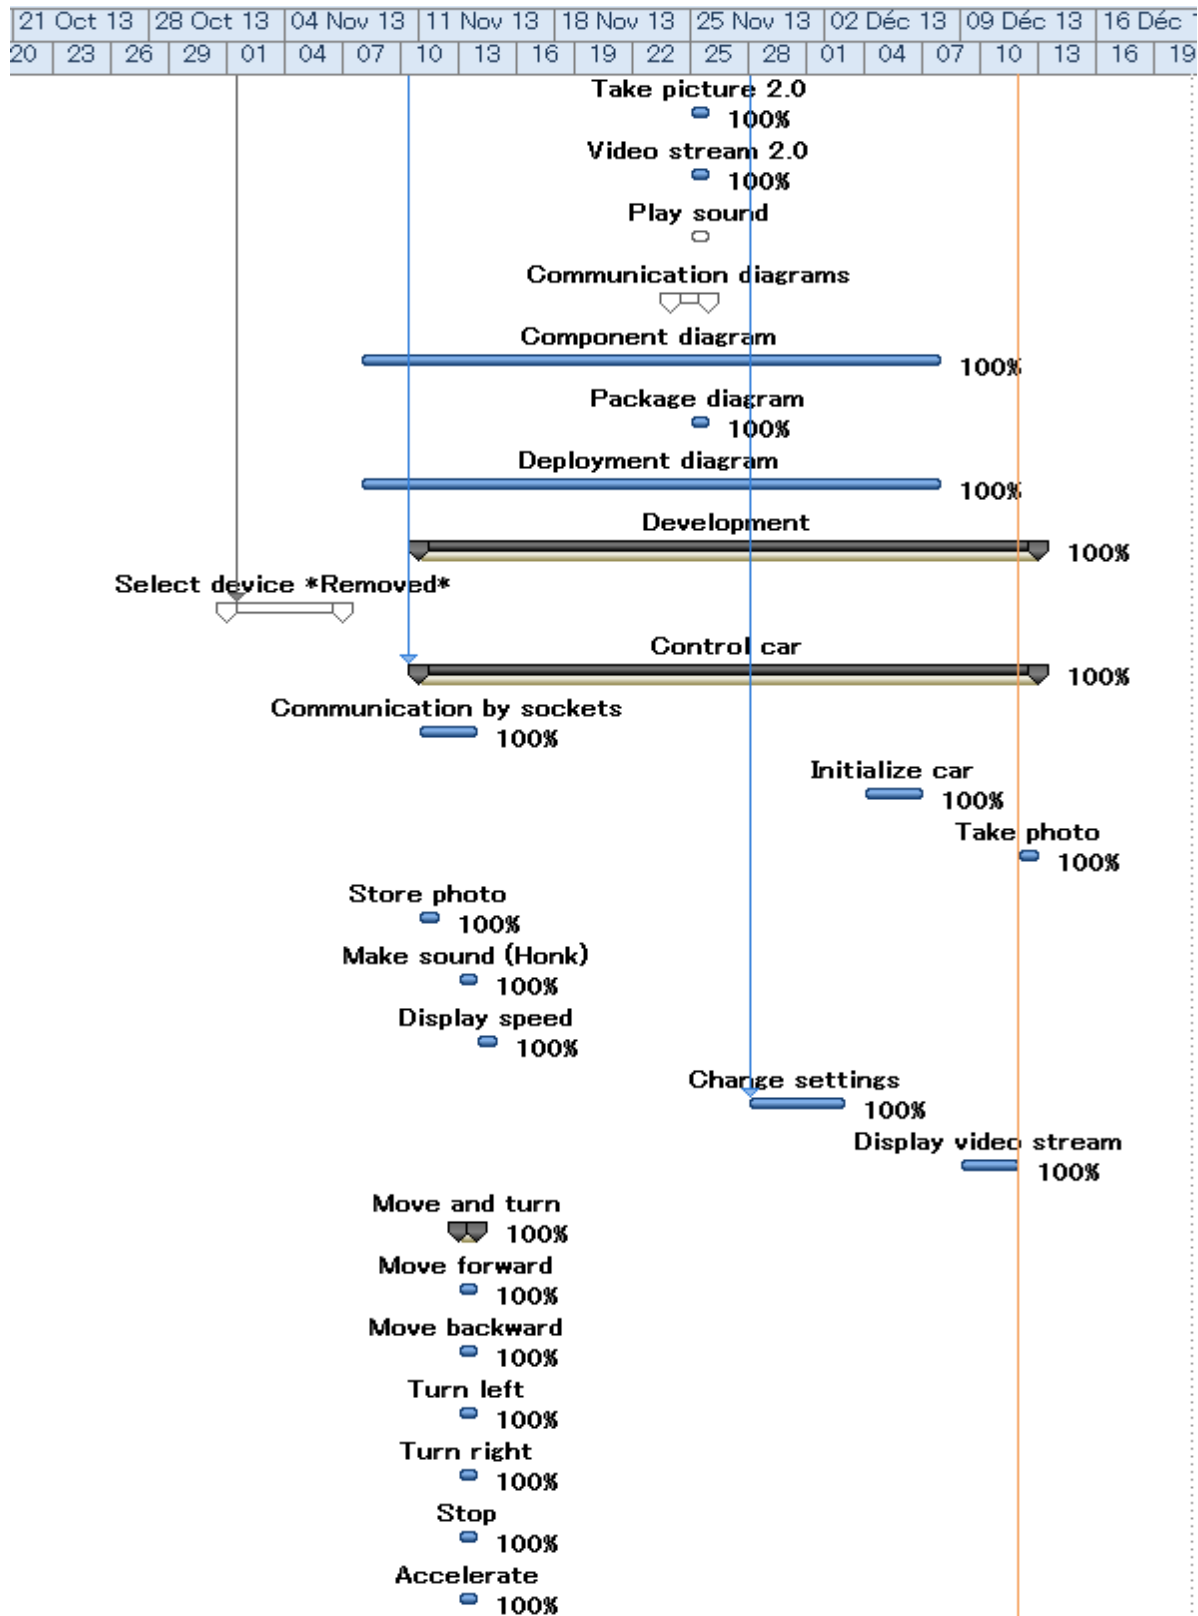 21 Oct 13 28 Oct 13 04 Nov 13 11 Nov 13 18 Nov 13 25 Nov 13 02 Déc 13 09 Déc 13 16 Déc
20 23 26 29 01 04 07 10 13 16 19 22 25 28 01 04 07 10 13 16 19
Take picture 2.0
100%
Video stream 2.0
100%
Play sound
Communication diagrams
Component diagram
100%
Package diagram
100%
Deployment diagram
100%
Development
100%
Select device *Removed*
Control car
100%
Communication by sockets
100%
Initialize car
100%
Take photo
100%
Store photo
100%
Make sound (Honk)
100%
Display speed
100%
Change settings
100%
Display video stream
100%
Move and turn
100%
Move forward
100%
Move backward
100%
Turn left
100%
Turn right
100%
Stop
100%
Accelerate
100%